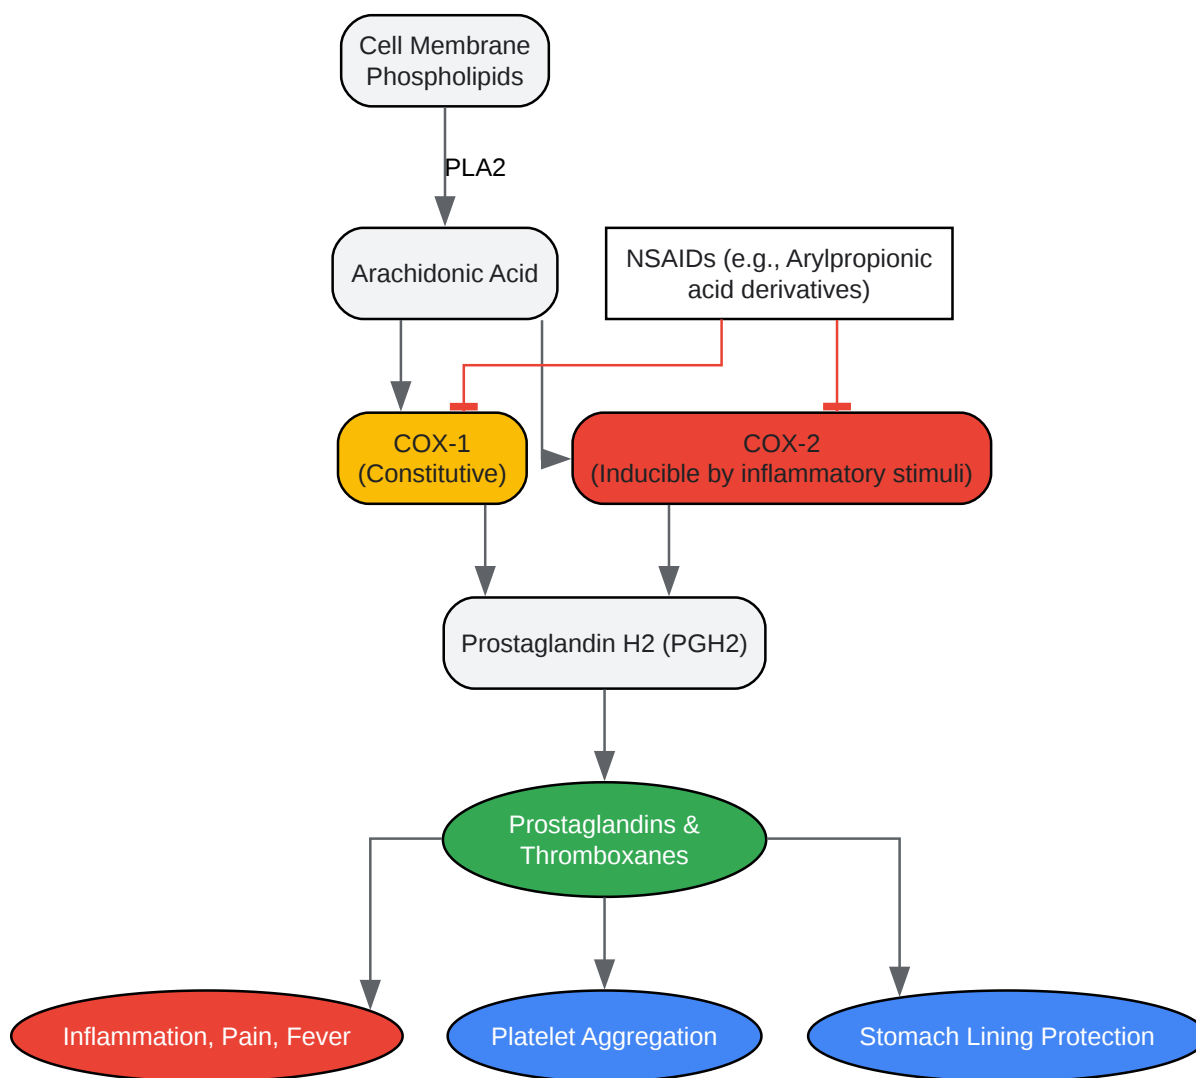 Cell Membrane
Phospholipids
PLA2
Arachidonic Acid
NSAIDs (e.g., Arylpropionic
acid derivatives)
COX-1
(Constitutive)
COX-2
(Inducible by inflammatory stimuli)
Prostaglandin H2 (PGH2)
Prostaglandins &
Thromboxanes
Inflammation, Pain, Fever
Platelet Aggregation
Stomach Lining Protection